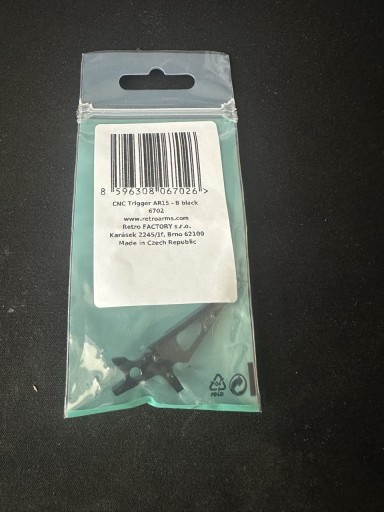 8 596308 067026 >
CNC Trigger AR15 - B black
6702
www.retroarms.com
Retro FACTORY s.r.o.
Karásek 2245/1f, Brno 62100
Made in Czech Republic